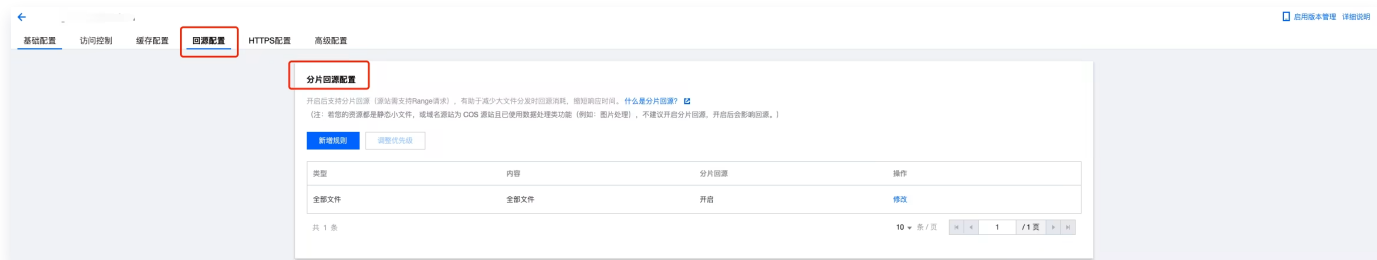 启用版本管理 详细说明
基础配置 访问控制 缓存配置 回源配置 HTTPS配置 高级配置
分片回源配置
开启后支持分片回源（源站需支持Range请求），有助于减少大文件分发时回源消耗，缩短响应时间。什么是分片回源？
（注：若您的资源都是静态小文件，或域名源站为 COS 源站且已使用数据处理类功能（例如：图片处理），不建议开启分片回源，开启后会影响回源。）
新增规则 调整优先级
类型 内容 分片回源 操作
全部文件 全部文件 开启 修改
共 1 条 10 条 / 页 1 / 1 页